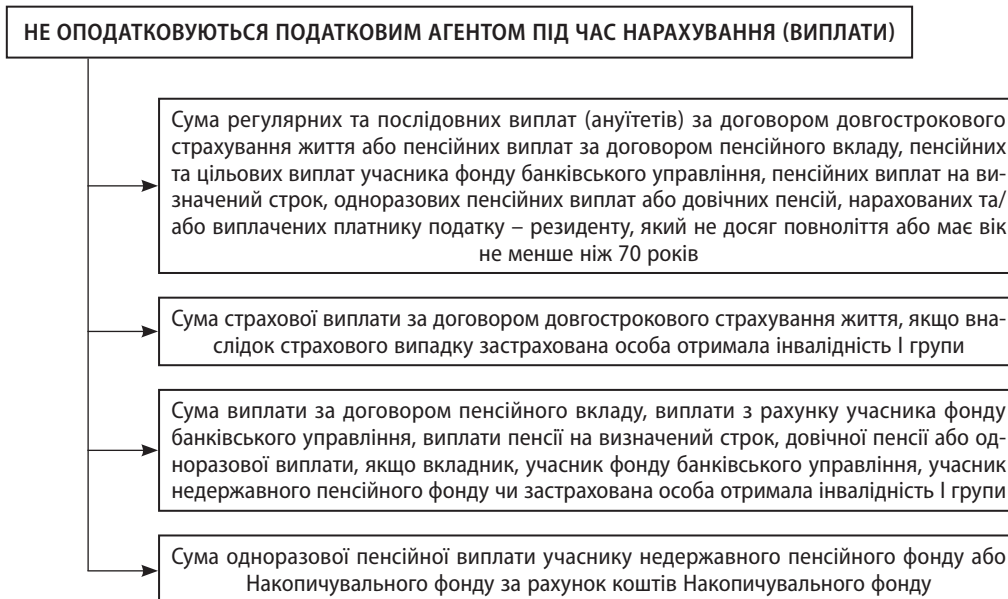 НЕ ОПОДАТКОВУЮТЬСЯ ПОДАТКОВИМ АГЕНТОМ ПІД ЧАС НАРАХУВАННЯ (ВИПЛАТИ)
Сума регулярних та послідовних виплат (ануїтетів) за договором довгострокового
страхування життя або пенсійних виплат за договором пенсійного вкладу, пенсійних
та цільових виплат учасника фонду банківського управління, пенсійних виплат на ви-
значений строк, одноразових пенсійних виплат або довічних пенсій, нарахованих та/
або виплачених платнику податку – резиденту, який не досяг повноліття або має вік
не менше ніж 70 років
Сума страхової виплати за договором довгострокового страхування життя, якщо вна-
слідок страхового випадку застрахована особа отримала інвалідність І групи
Сума виплати за договором пенсійного вкладу, виплати з рахунку учасника фонду
банківського управління, виплати пенсії на визначений строк, довічної пенсії або од-
норазової виплати, якщо вкладник, учасник фонду банківського управління, учасник
недержавного пенсійного фонду чи застрахована особа отримала інвалідність І групи
Сума одноразової пенсійної виплати учаснику недержавного пенсійного фонду або
Накопичувального фонду за рахунок коштів Накопичувального фонду